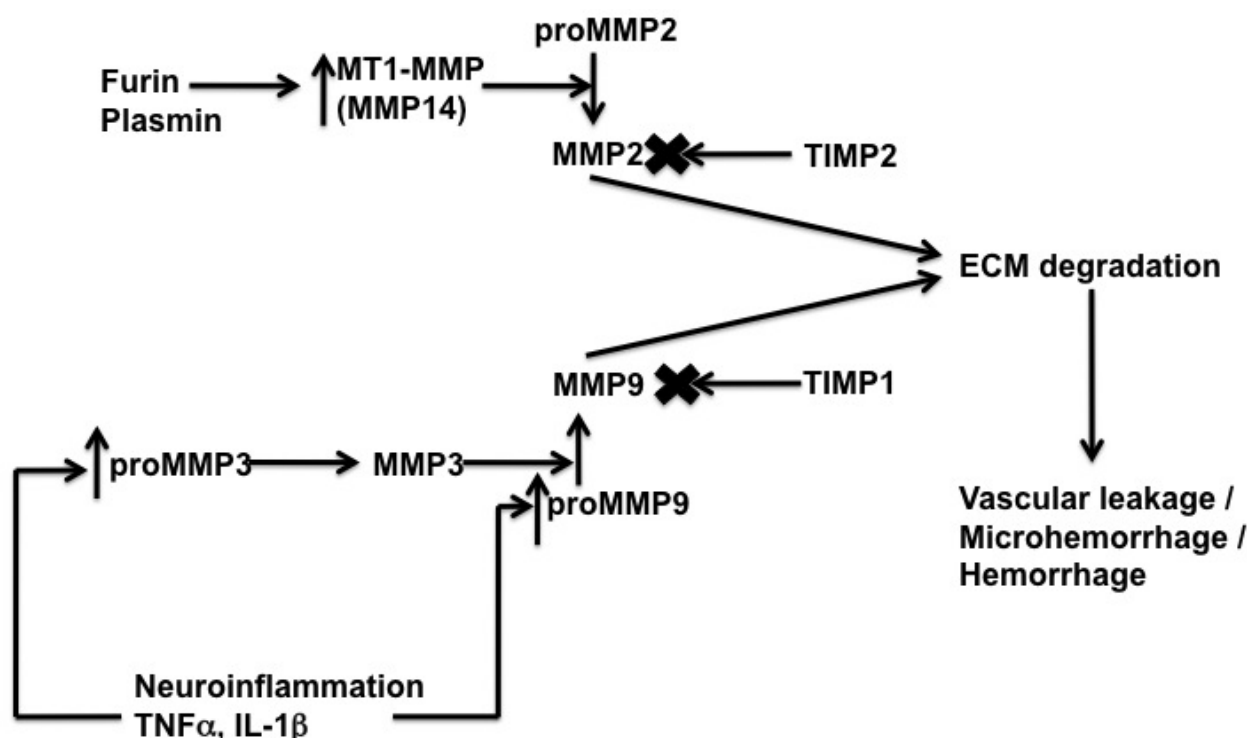 proMMP2
Furin
Plasmin
MT1-MMP
(MMP14)
MMP2
TIMP2
ECM degradation
MMP9
TIMP1
proMMP3
MMP3
proMMP9
Vascular leakage /
Microhemorrhage /
Hemorrhage
Neuroinflammation
TNFα, IL-1β